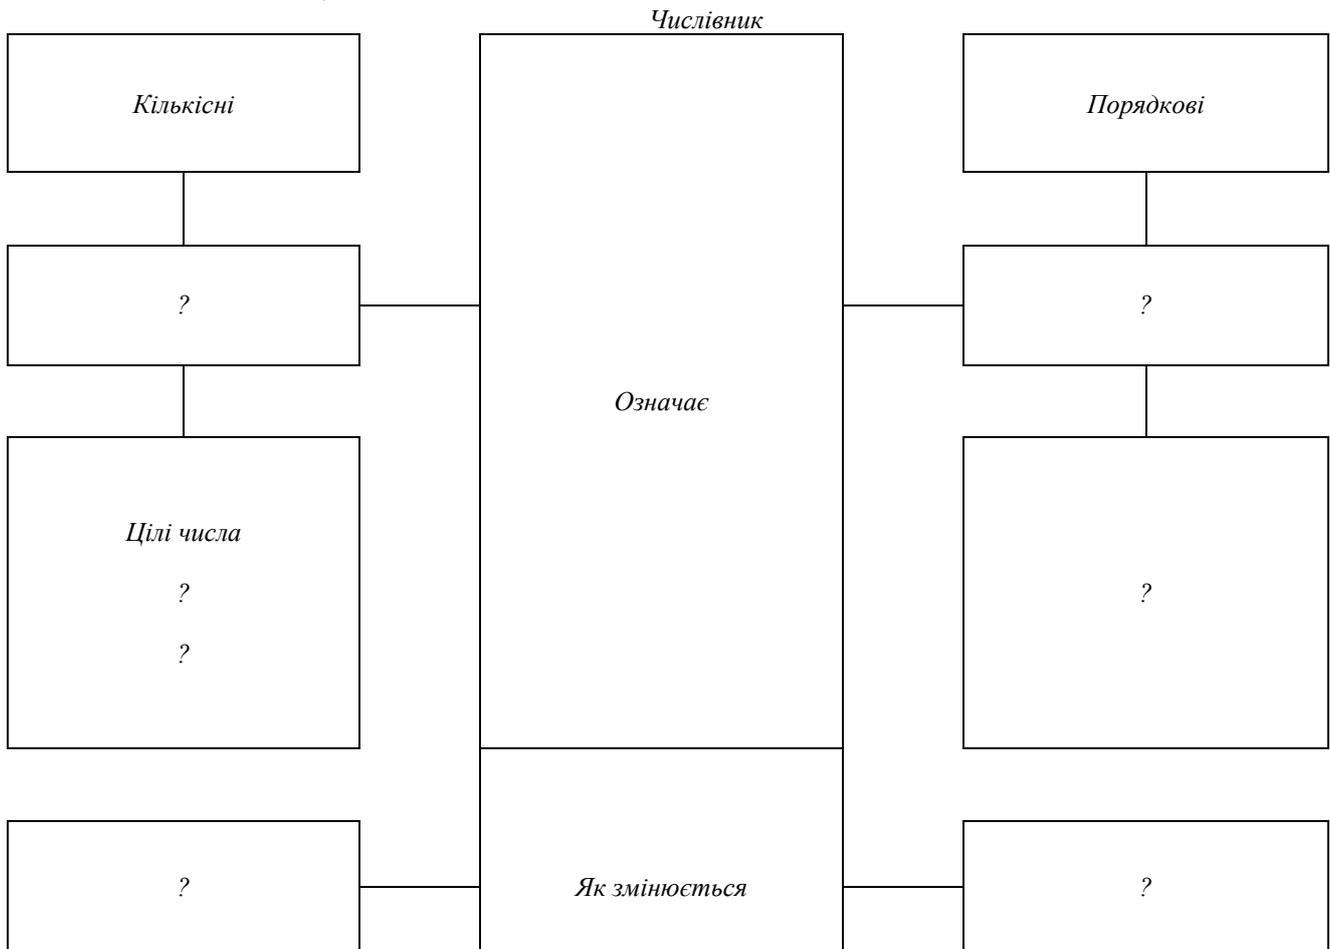 Числівник
Кількісні
Порядкові
?
?
Означає
Цілі числа
?
?
?
?
Як змінюється
?